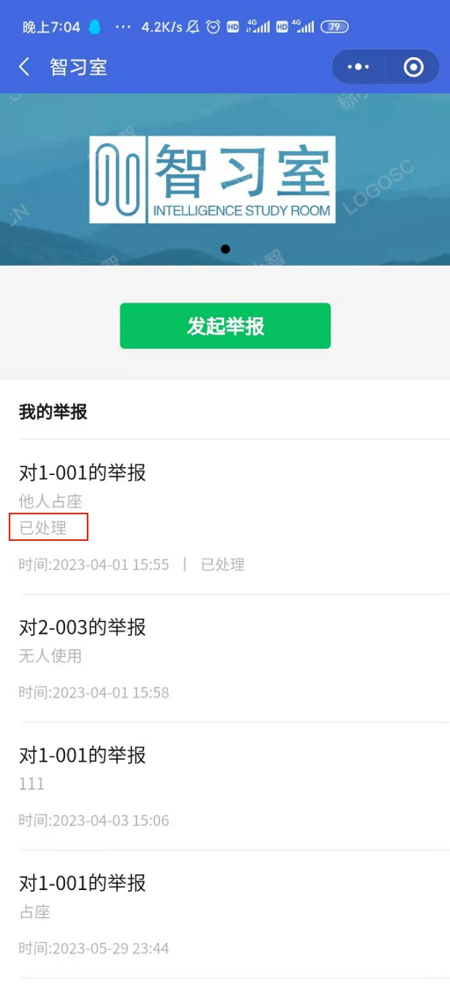 晚上7:04 ··· 4.2K/s HD 4G HD 4G 79
智习室
智习室
INTELLIGENCE STUDY ROOM
LOGOSC
发起举报
我的举报
对1-001的举报
他人占座
已处理
时间:2023-04-01 15:55 | 已处理
对2-003的举报
无人使用
时间:2023-04-01 15:58
对1-001的举报
111
时间:2023-04-03 15:06
对1-001的举报
占座
时间:2023-05-29 23:44